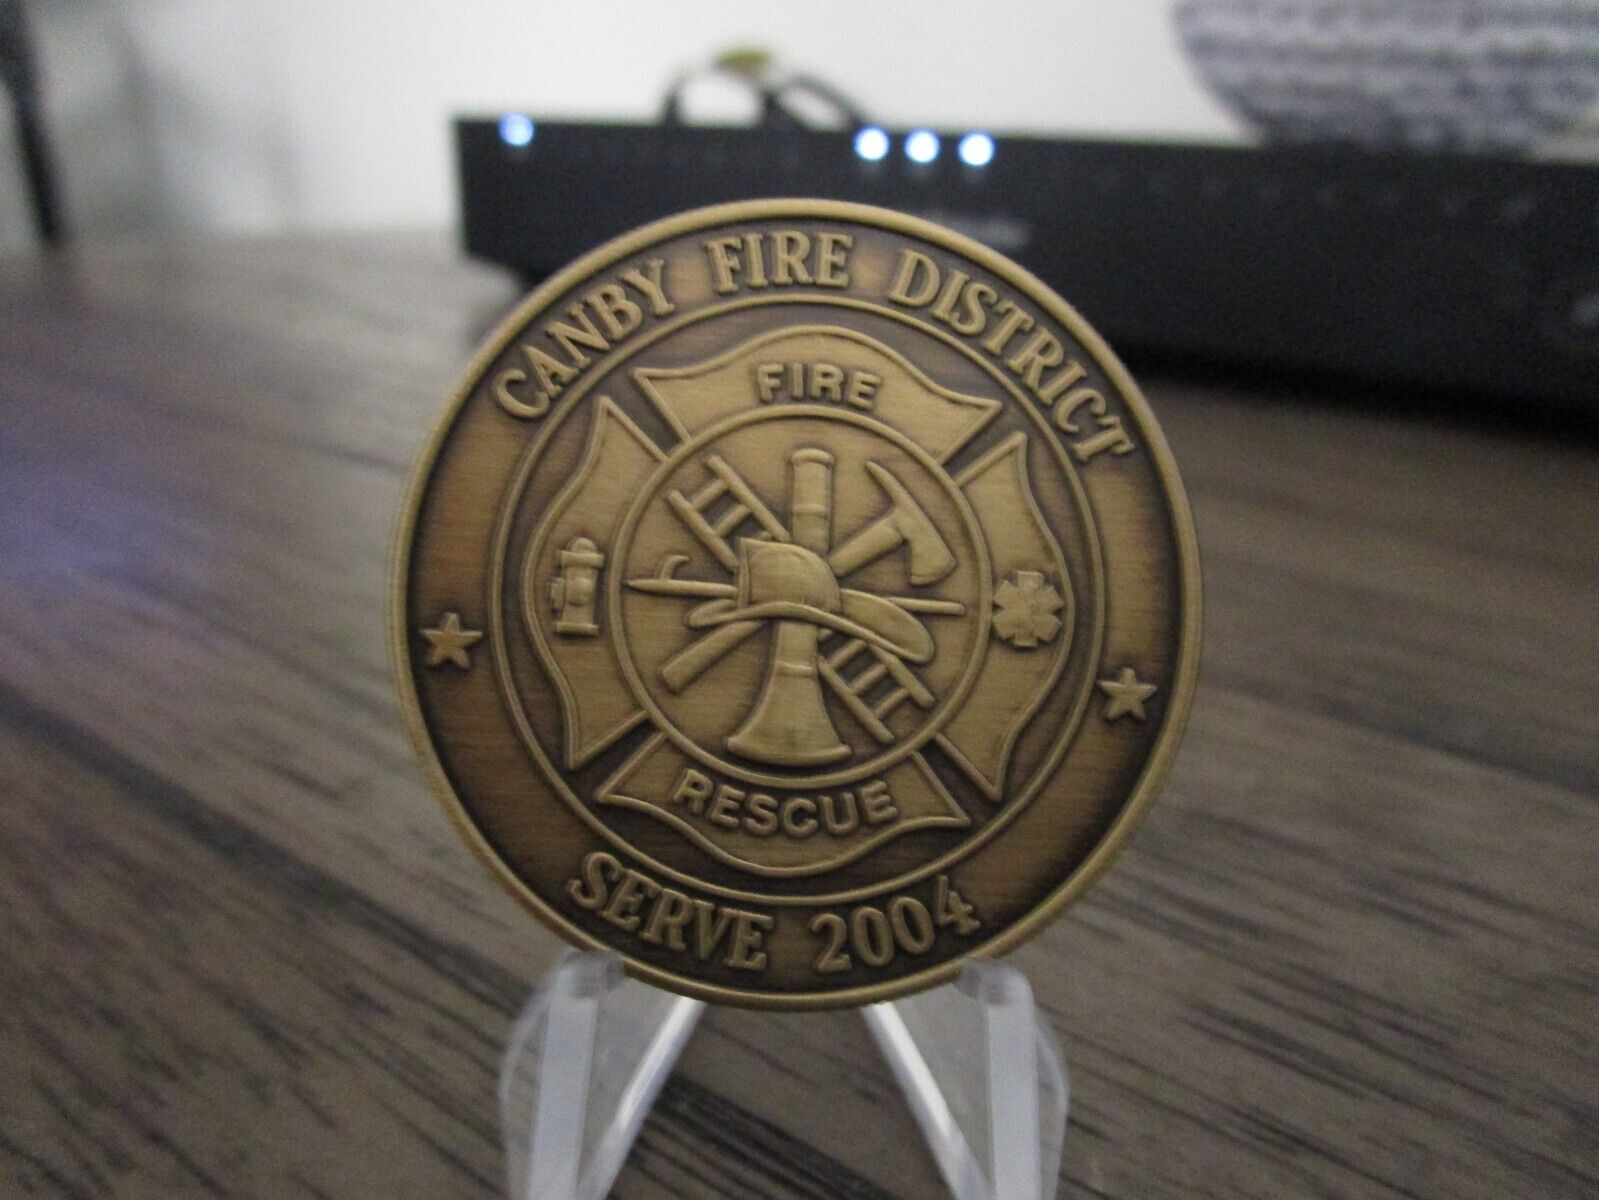 CANBY FIRE DISTRICT
FIRE
RESCUE
SERVE 2004